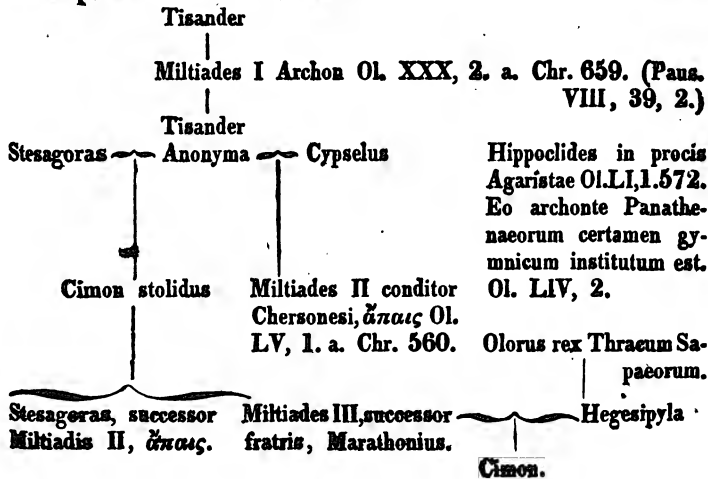 Tisander
Miltiades I Archon Ol. XXX, 2. a. Chr. 659. (Paus.
VIII, 39, 2.)
Tisander
Stesagoras Anonyma Cypselus
Hippoclides in procis
Agaristae Ol.LI,1.572.
Eo archonte Panathe-
naeorum certamen gy-
mnicum institutum est.
Ol. LIV, 2.
Cimon stolidus
Miltiades II conditor
Chersonesi, ἄπαις Ol.
LV, 1. a. Chr. 560.
Olorus rex Thracum Sa-
paeorum.
Stesagoras, successor
Miltiadis II, ἄπαις.
Miltiades III, successor
fratris, Marathonius.
Hegesipyla
Cimon.